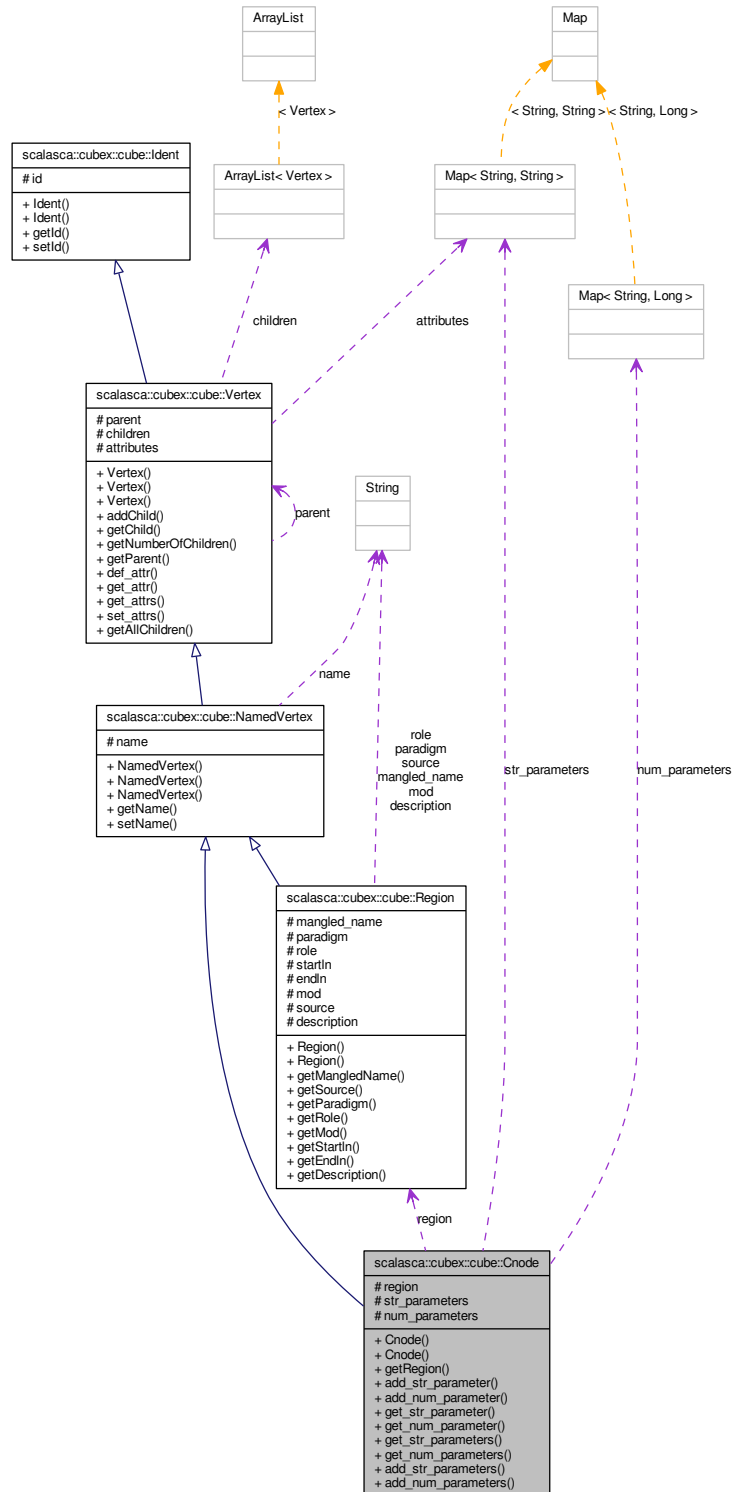 ArrayList
Map
< Vertex >
< String, String >
< String, Long >
scalasca::cubex::cube::Ident
# id
+ Ident()
+ Ident()
+ getId()
+ setId()
ArrayList< Vertex >
Map< String, String >
Map< String, Long >
children
attributes
scalasca::cubex::cube::Vertex
# parent
# children
# attributes
+ Vertex()
+ Vertex()
+ Vertex()
+ addChild()
+ getChild()
+ getNumberOfChildren()
+ getParent()
+ def_attr()
+ get_attr()
+ get_attrs()
+ set_attrs()
+ getAllChildren()
parent
String
name
scalasca::cubex::cube::NamedVertex
# name
+ NamedVertex()
+ NamedVertex()
+ NamedVertex()
+ getName()
+ setName()
role
paradigm
source
mangled_name
mod
description
str_parameters
num_parameters
scalasca::cubex::cube::Region
# mangled_name
# paradigm
# role
# startln
# endln
# mod
# source
# description
+ Region()
+ Region()
+ getMangledName()
+ getSource()
+ getParadigm()
+ getRole()
+ getMod()
+ getStartln()
+ getEndln()
+ getDescription()
region
scalasca::cubex::cube::Cnode
# region
# str_parameters
# num_parameters
+ Cnode()
+ Cnode()
+ getRegion()
+ add_str_parameter()
+ add_num_parameter()
+ get_str_parameter()
+ get_num_parameter()
+ get_str_parameters()
+ get_num_parameters()
+ add_str_parameters()
+ add_num_parameters()